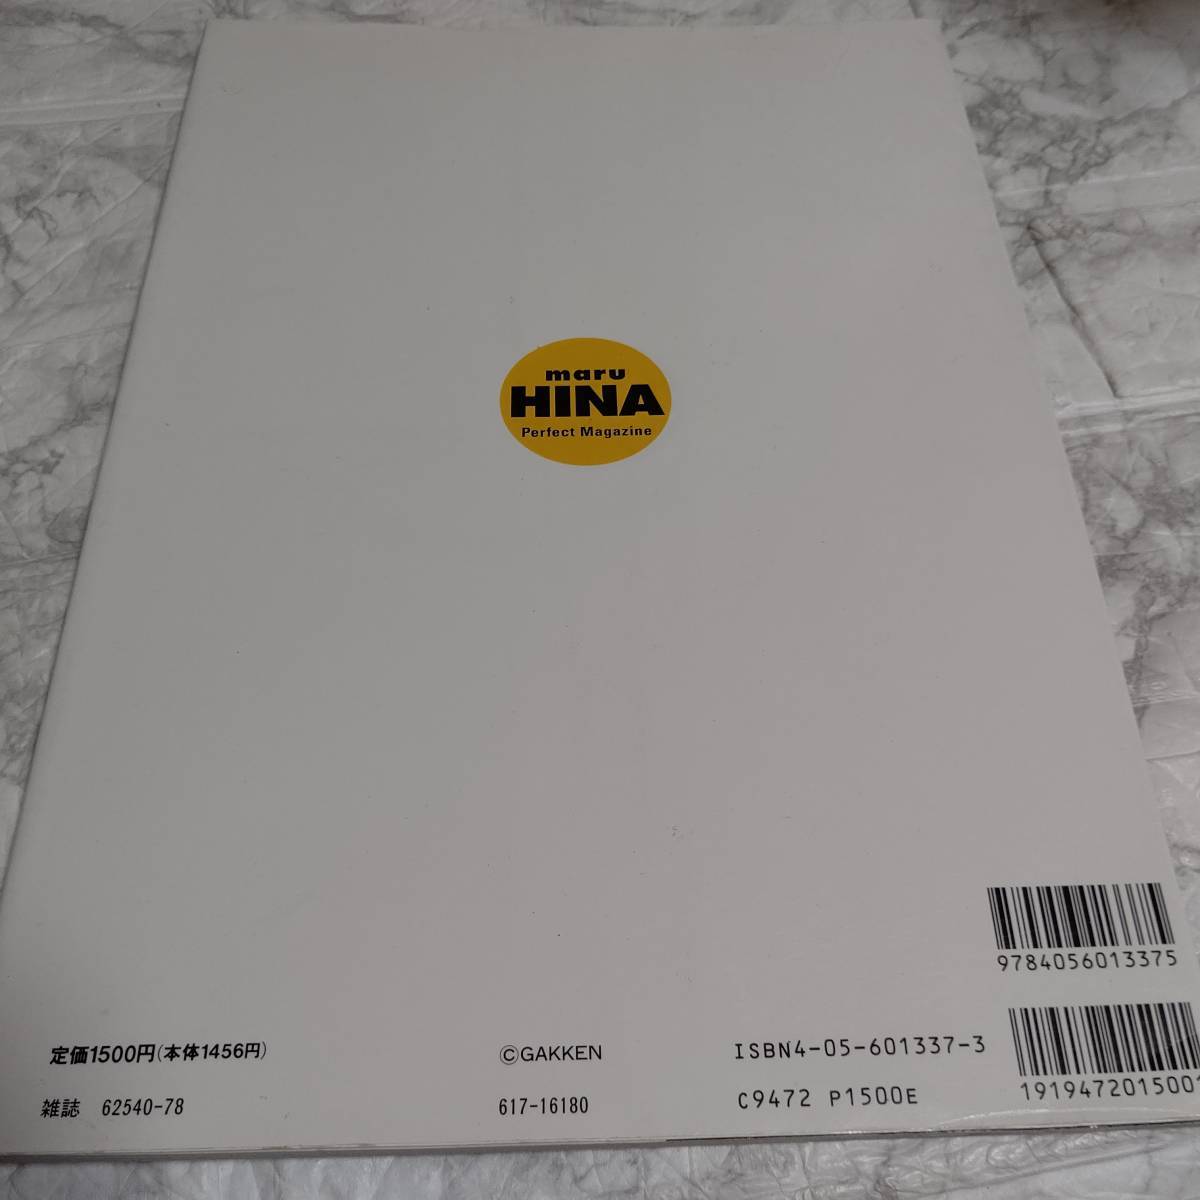 maru
HINA
Perfect Magazine
9784056013375
定価1500円(本体1456円)
©GAKKEN
ISBN4-05-601337-3
1919472015001
雑誌 62540-78
617-16180
C9472 P1500E